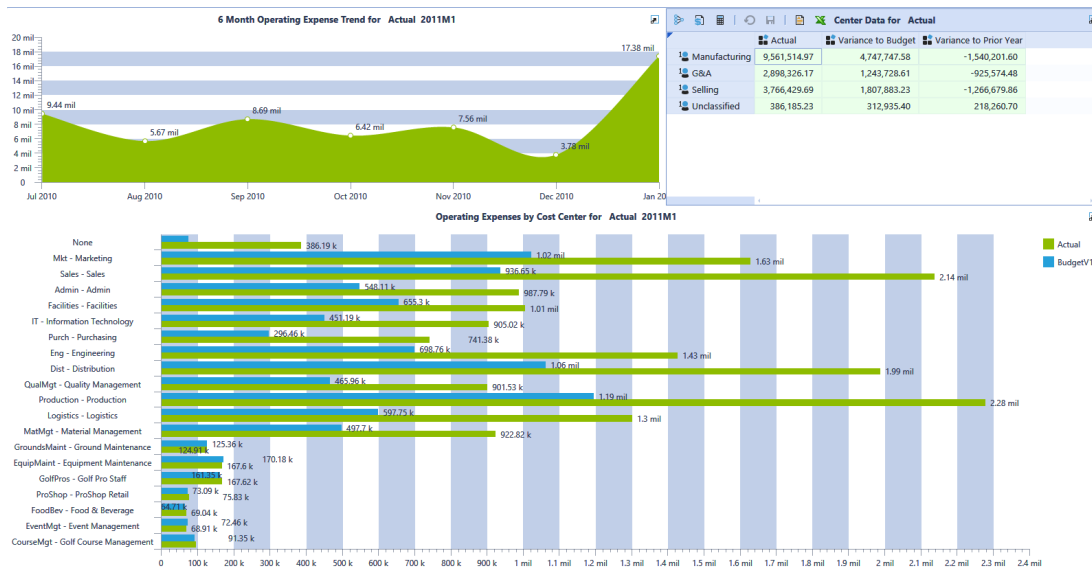 6 Month Operating Expense Trend for Actual 2011M1
20 mil
18 mil
16 mil
14 mil
12 mil
10 mil
8 mil
6 mil
4 mil
2 mil
0
9.44 mil
5.67 mil
8.69 mil
6.42 mil
7.56 mil
3.78 mil
17.38 mil
Jul 2010 Aug 2010 Sep 2010 Oct 2010 Nov 2010 Dec 2010 Jan 20
Center Data for Actual
Actual Variance to Budget Variance to Prior Year
Manufacturing 9,561,514.97 4,747,747.58 -1,540,201.60
G&A 2,898,326.17 1,243,728.61 -925,574.48
Selling 3,766,429.69 1,807,883.23 -1,266,679.86
Unclassified 386,185.23 312,935.40 218,260.70
Operating Expenses by Cost Center for Actual 2011M1
Actual
BudgetV1
None
386.19 k
Mkt - Marketing 1.02 mil
1.63 mil
Sales - Sales 936.65 k
2.14 mil
Admin - Admin 548.11 k
987.79 k
Facilities - Facilities 655.3 k
1.01 mil
IT - Information Technology 451.19 k
905.02 k
Purch - Purchasing 296.46 k
741.38 k
Eng - Engineering 698.76 k
1.43 mil
Dist - Distribution 1.06 mil
1.99 mil
QualMgt - Quality Management 465.96 k
901.53 k
Production - Production 1.19 mil
2.28 mil
Logistics - Logistics 597.75 k
1.3 mil
MatMgt - Material Management 497.7 k
922.82 k
GroundsMaint - Ground Maintenance 125.36 k
124.91 k
EquipMaint - Equipment Maintenance 170.18 k
167.6 k
GolfPros - Golf Pro Staff 161.35 k
167.62 k
ProShop - ProShop Retail 73.09 k
75.83 k
FoodBev - Food & Beverage 64.71 k
69.04 k
EventMgt - Event Management 72.46 k
68.91 k
CourseMgt - Golf Course Management 91.35 k
0 100 k 200 k 300 k 400 k 500 k 600 k 700 k 800 k 900 k 1 mil 1.1 mil 1.2 mil 1.3 mil 1.4 mil 1.5 mil 1.6 mil 1.7 mil 1.8 mil 1.9 mil 2 mil 2.1 mil 2.2 mil 2.3 mil 2.4 mil